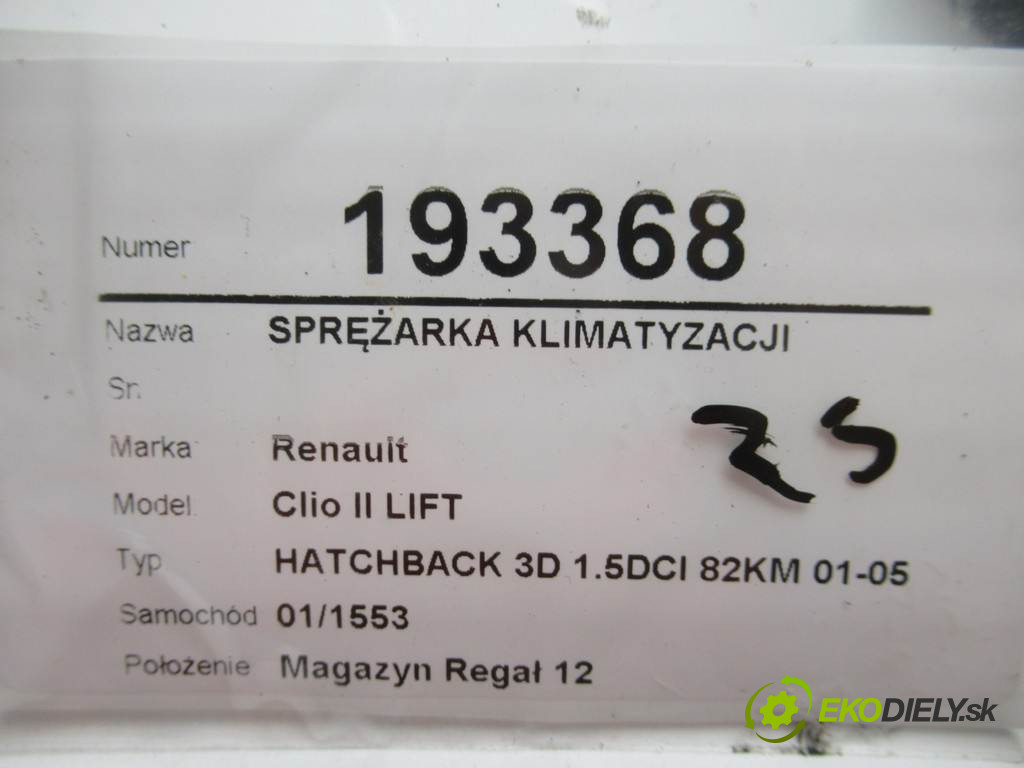 Numer 193368
Nazwa SPRĘŻARKA KLIMATYZACJI
Sr.
Marka Renault
Model Clio II LIFT
Typ HATCHBACK 3D 1.5DCI 82KM 01-05
Samochód 01/1553
Położenie Magazyn Regał 12
EKODIELY.sk